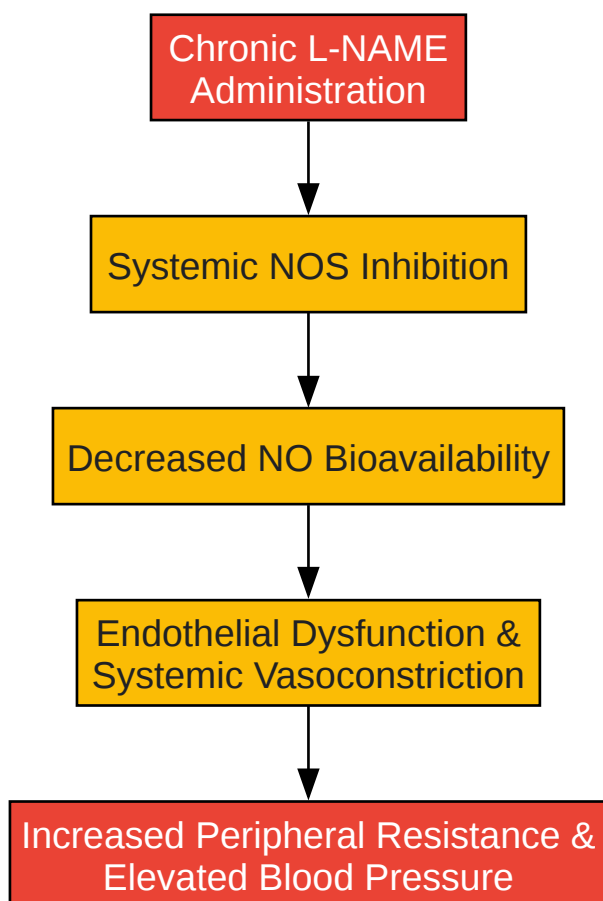 Chronic L-NAME
Administration
Systemic NOS Inhibition
Decreased NO Bioavailability
Endothelial Dysfunction &
Systemic Vasoconstriction
Increased Peripheral Resistance &
Elevated Blood Pressure